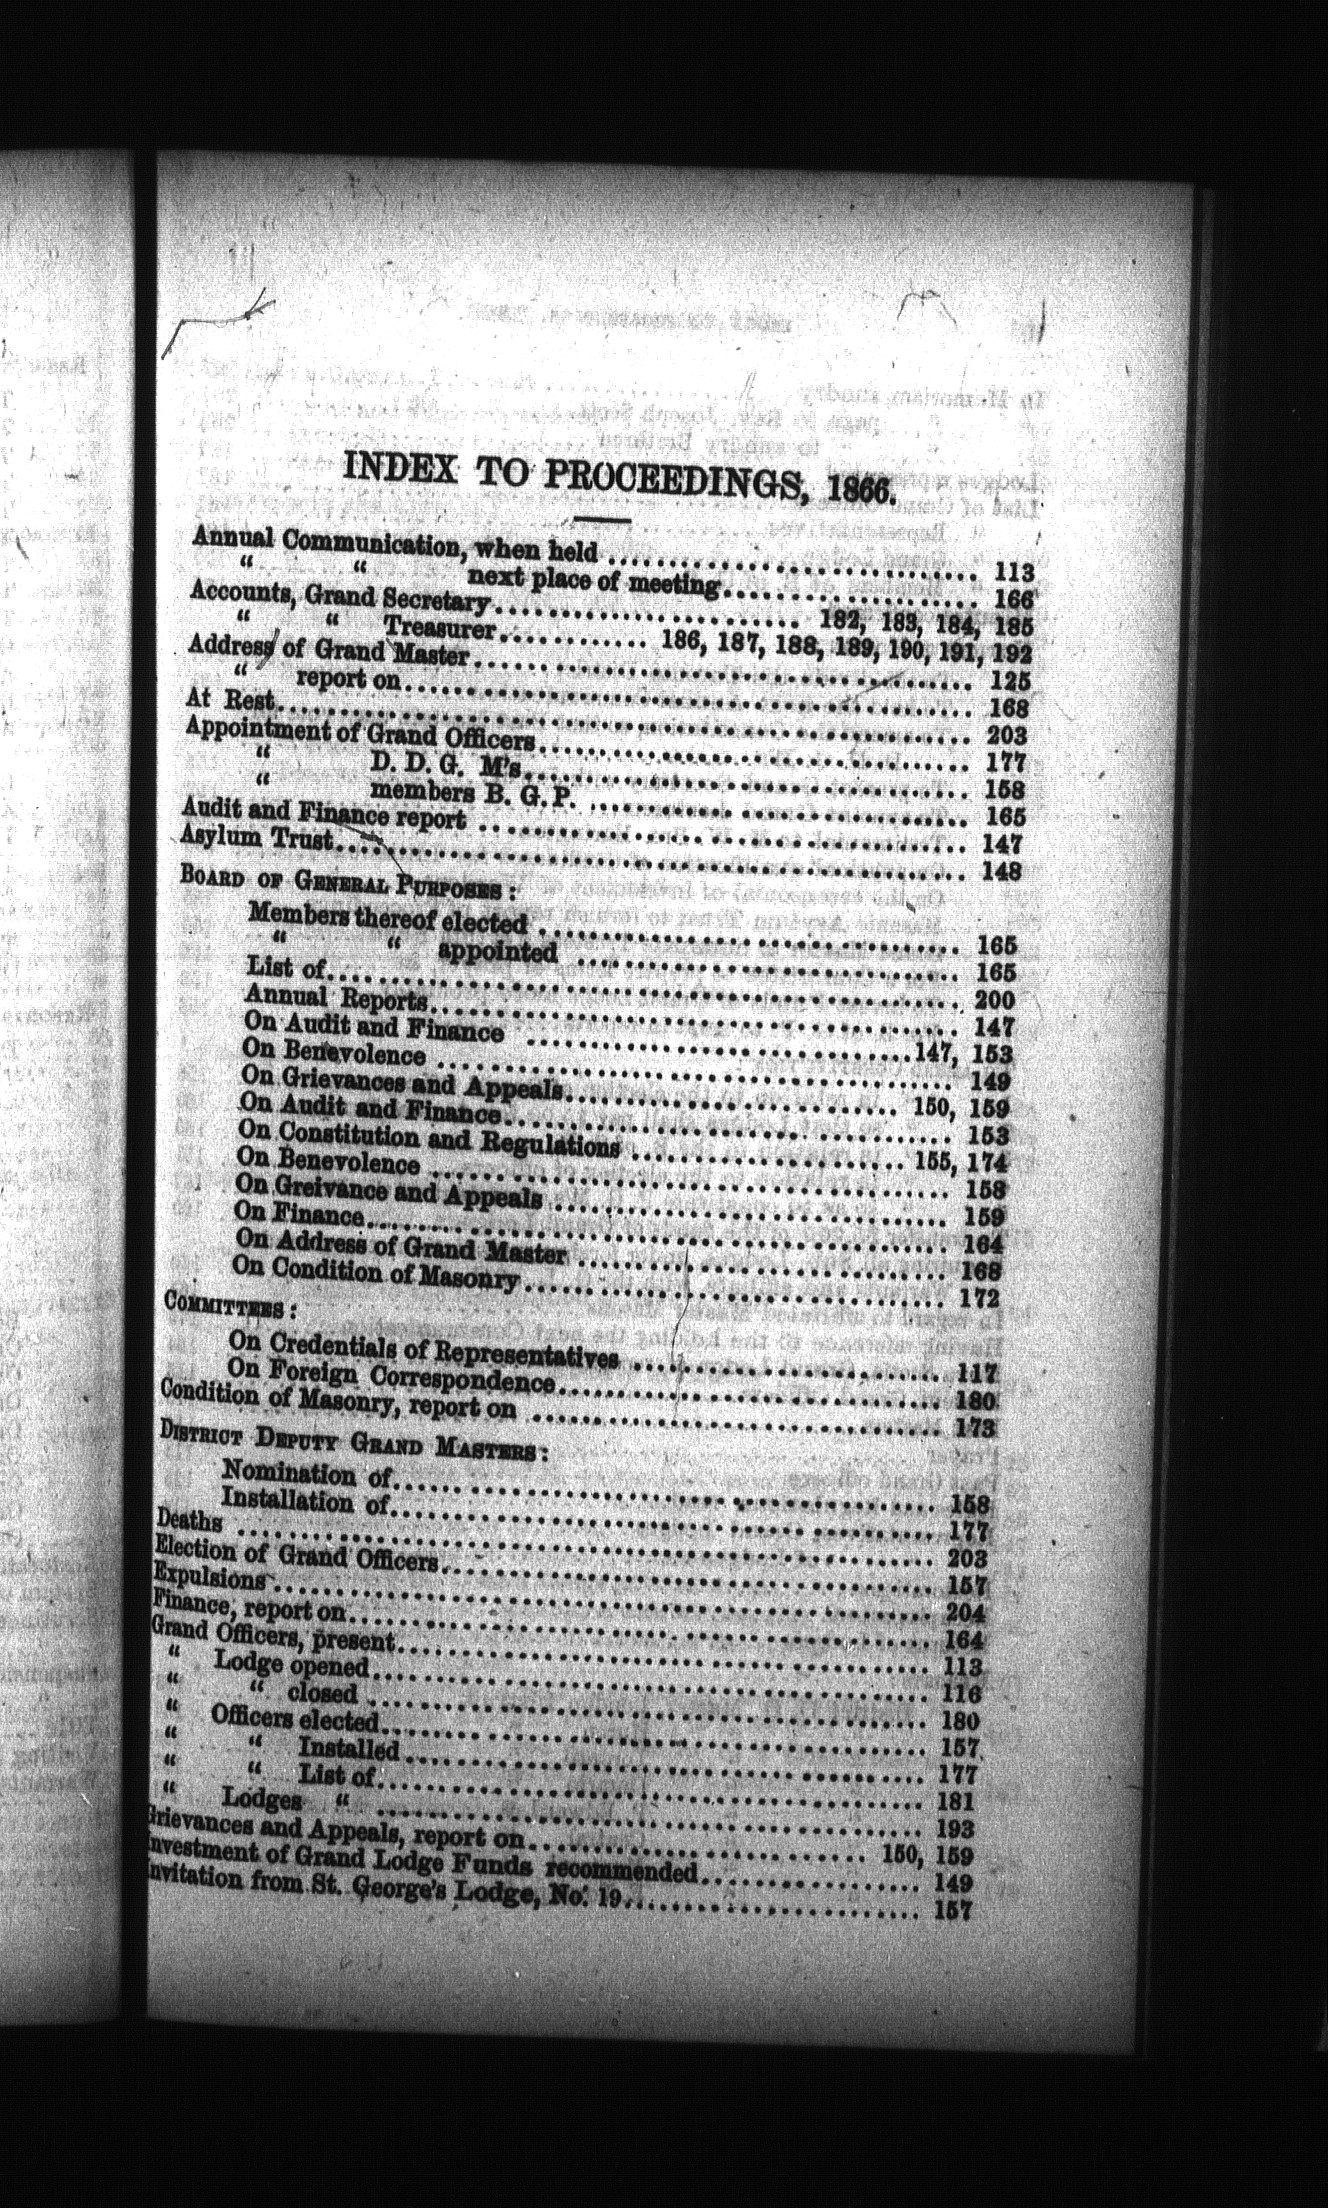 INDEX TO PROCEEDINGS, 1866.
Annual Communication, when held ........ 113
“ “ next place of meeting ........ 166
Accounts, Grand Secretary ........ 182, 183, 184, 185
“ “ Treasurer ........ 186, 187, 188, 189, 190, 191, 192
Address of Grand Master ........ 125
“ report on ........ 168
At Rest ........ 203
Appointment of Grand Officers ........ 177
“ D. D. G. M's ........ 158
“ members B. G. P. ........ 165
Audit and Finance report ........ 147
Asylum Trust ........ 148
BOARD OF GENERAL PURPOSES :
Members thereof elected ........ 165
“ “ appointed ........ 165
List of ........ 200
Annual Reports ........ 147
On Audit and Finance ........ 147, 153
On Benevolence ........ 149
On Grievances and Appeals ........ 150, 159
On Audit and Finance ........ 153
On Constitution and Regulations ........ 155, 174
On Benevolence ........ 158
On Greivance and Appeals ........ 159
On Finance ........ 164
On Address of Grand Master ........ 168
On Condition of Masonry ........ 172
COMMITTEES :
On Credentials of Representatives ........ 117
On Foreign Correspondence ........ 180
Condition of Masonry, report on ........ 173
DISTRICT DEPUTY GRAND MASTERS :
Nomination of ........ 158
Installation of ........ 177
Deaths ........ 203
Election of Grand Officers ........ 157
Expulsions ........ 204
Finance, report on ........ 164
Grand Officers, present ........ 113
“ Lodge opened ........ 116
“ “ closed ........ 180
“ Officers elected ........ 157
“ “ Installed ........ 177
“ “ List of ........ 181
“ Lodges “ ........ 193
Grievances and Appeals, report on ........ 150, 159
Investment of Grand Lodge Funds recommended ........ 149
Invitation from St. George's Lodge, No. 19 ........ 157